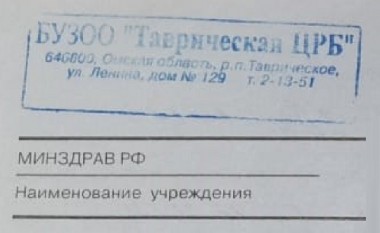 БУЗОО "Таврическая ЦРБ"
646800, Омская область, р.п.Таврическое,
ул. Ленина, дом № 129 т. 2-13-51
МИНЗДРАВ РФ
Наименование учреждения